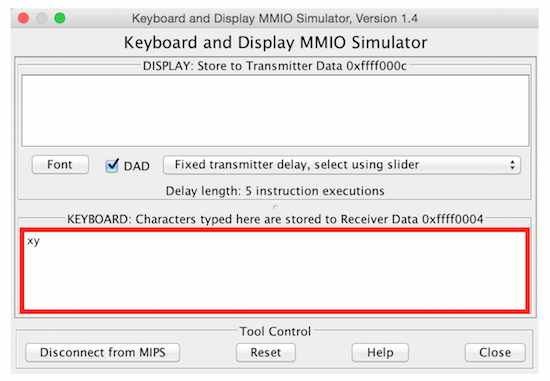 Keyboard and Display MMIO Simulator, Version 1.4
Keyboard and Display MMIO Simulator
DISPLAY: Store to Transmitter Data 0xffff000c
Font
DAD
Fixed transmitter delay, select using slider
Delay length: 5 instruction executions
KEYBOARD: Characters typed here are stored to Receiver Data 0xffff0004
xy
Tool Control
Disconnect from MIPS
Reset
Help
Close